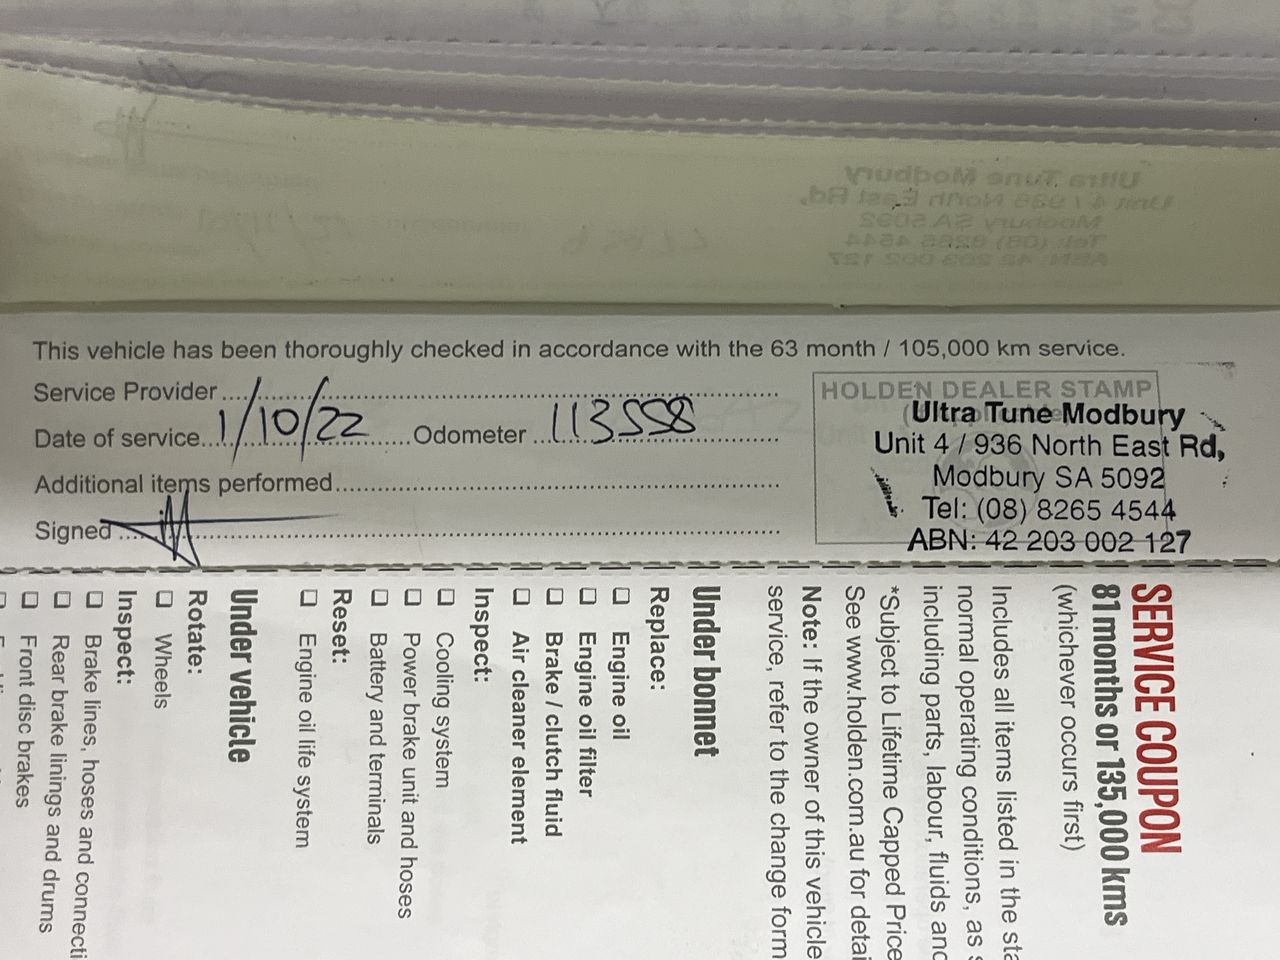 This vehicle has been thoroughly checked in accordance with the 63 month / 105,000 km service.
Service Provider
Date of service 1/10/22 Odometer 113558
Additional items performed
Signed
HOLDEN DEALER STAMP
Ultra Tune Modbury
Unit 4 / 936 North East Rd,
Modbury SA 5092
Tel: (08) 8265 4544
ABN: 42 203 002 127
SERVICE COUPON
81 months or 135,000 kms
(whichever occurs first)
Includes all items listed in the
normal operating conditions, as
including parts, labour, fluids
*Subject to Lifetime Capped Price
See www.holden.com.au for
Note: If the owner of this vehicle
service, refer to the change form
Under bonnet
Replace:
Engine oil
Engine oil filter
Brake / clutch fluid
Air cleaner element
Inspect:
Cooling system
Power brake unit and hoses
Battery and terminals
Reset:
Engine oil life system
Under vehicle
Rotate:
Wheels
Inspect:
Brake lines, hoses and
Rear brake linings and drums
Front disc brakes